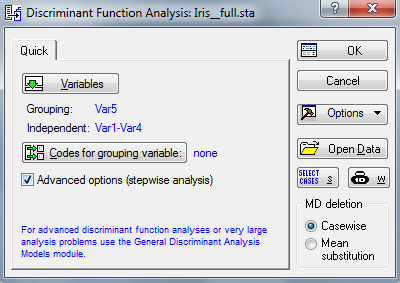 Discriminant Function Analysis: Iris__full.sta
Quick
Variables
Grouping: Var5
Independent: Var1-Var4
Codes for grouping variable: none
Advanced options (stepwise analysis)
For advanced discriminant function analyses or very large
analysis problems use the General Discriminant Analysis
Models module.
OK
Cancel
Options
Open Data
SELECT
CASES S
W
MD deletion
Casewise
Mean
substitution